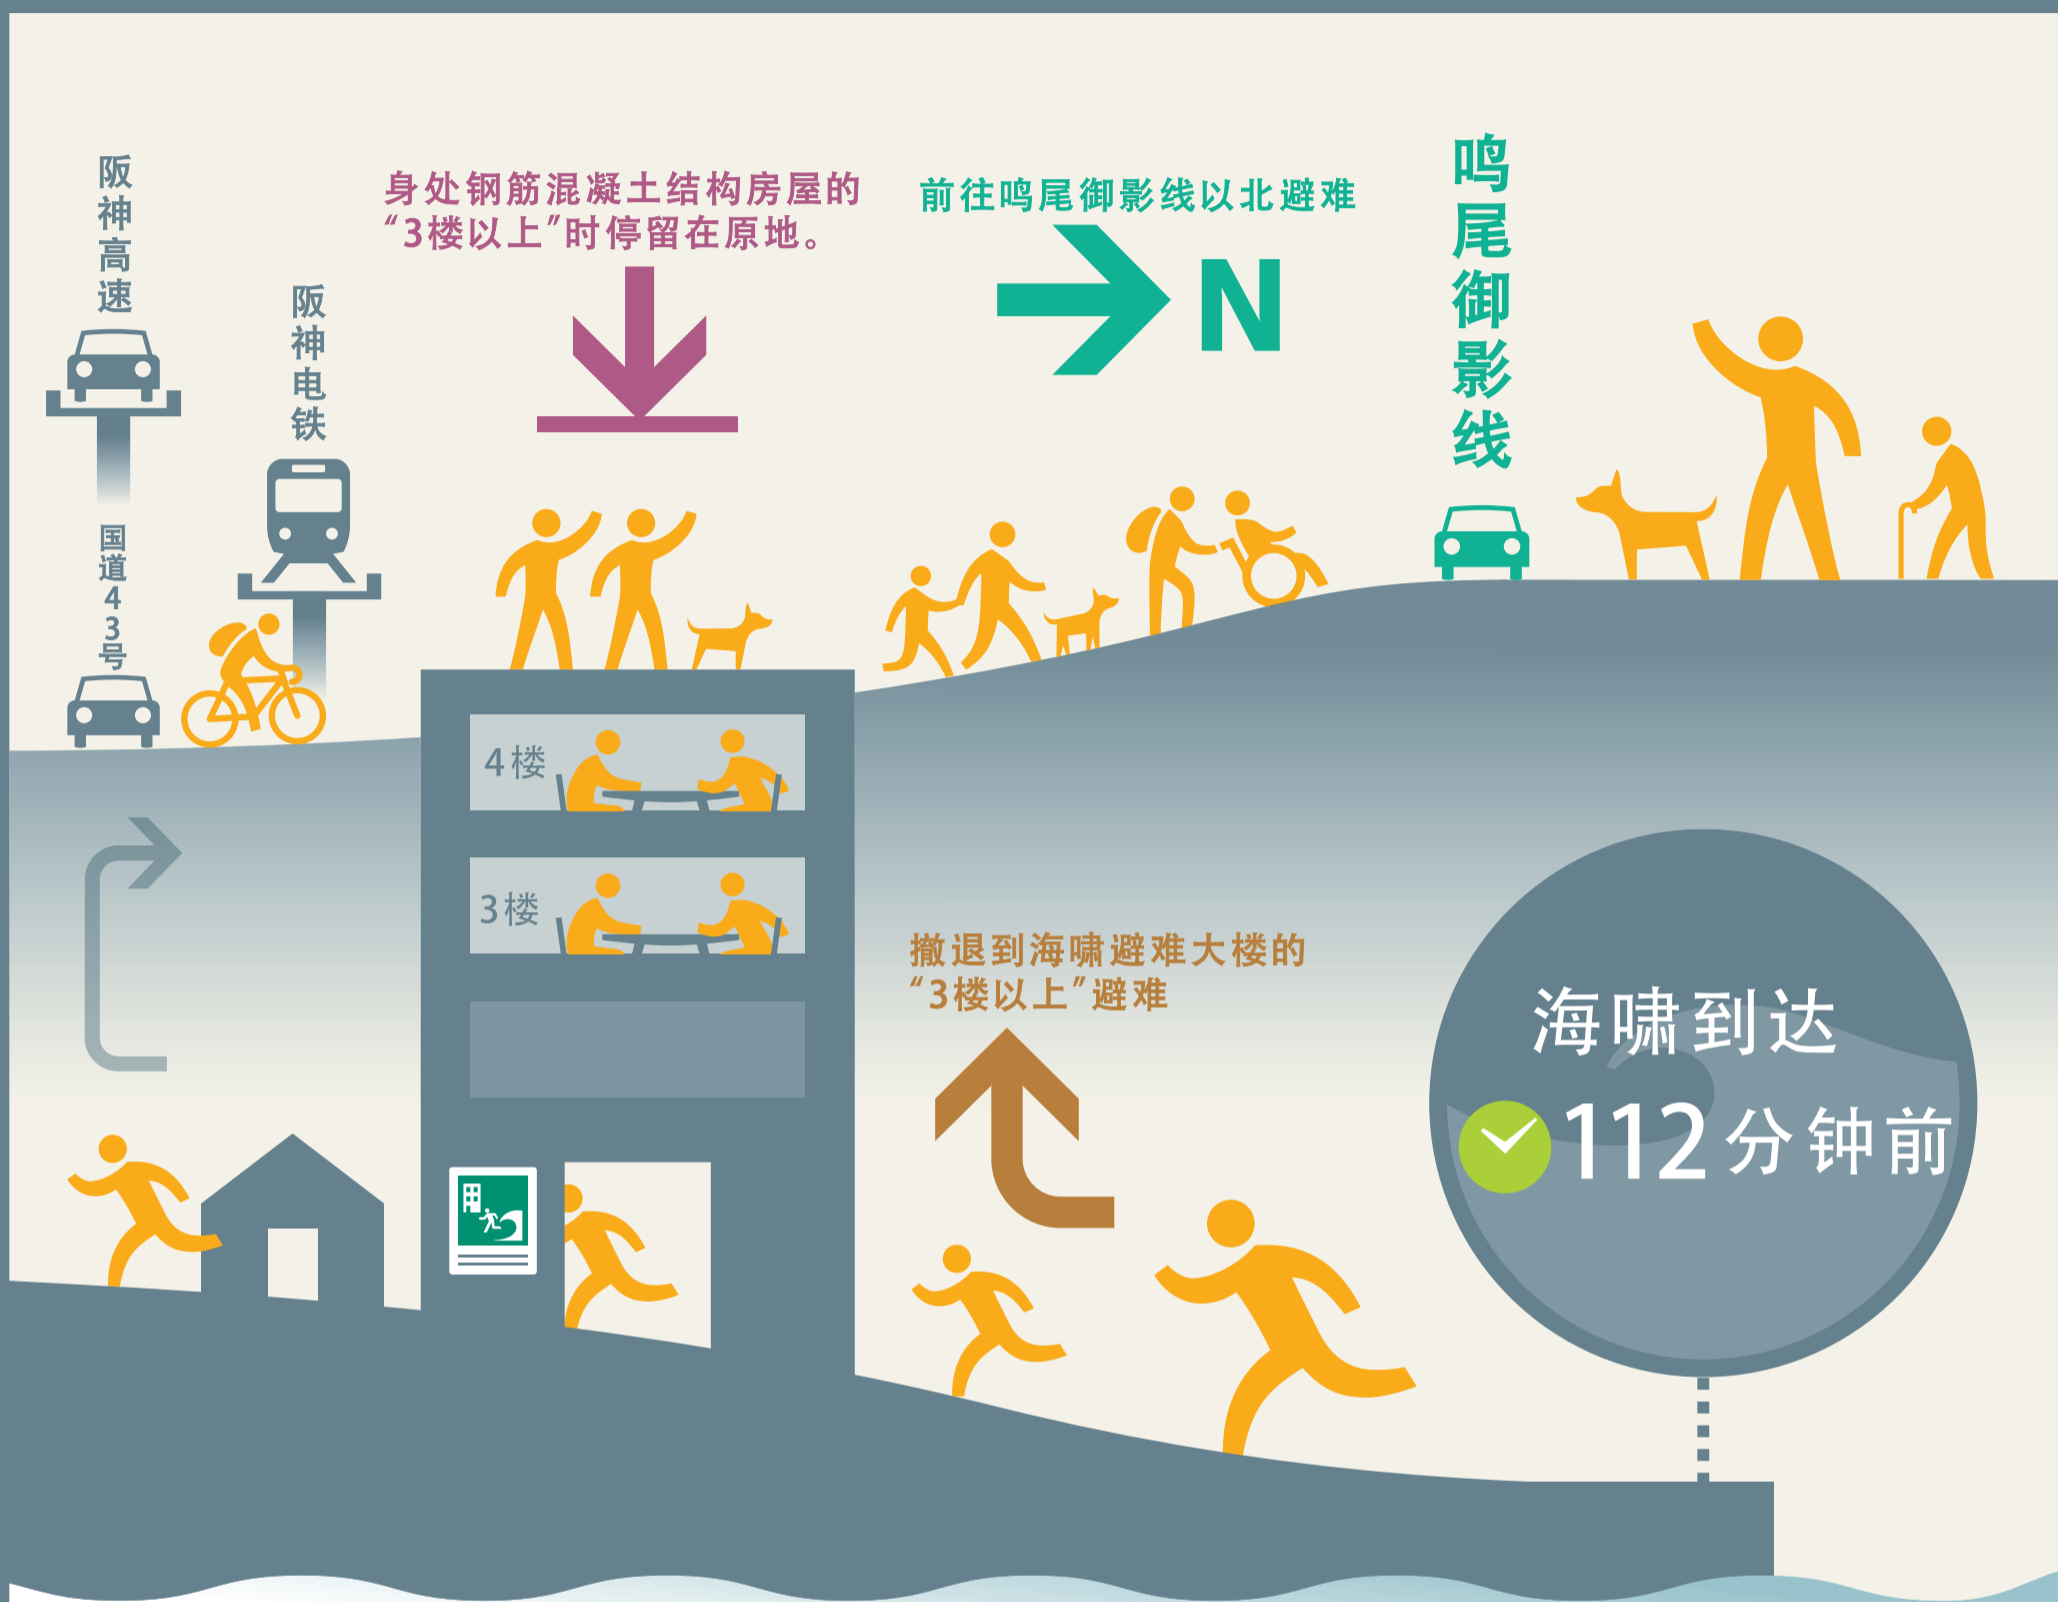 阪神高速
阪神电铁
国道43号
身处钢筋混凝土结构房屋的
“3楼以上”时停留在原地。
前往鸣尾御影线以北避难
N
鸣尾御影线
4楼
3楼
撤退到海啸避难大楼的
“3楼以上”避难
海啸到达
112分钟前